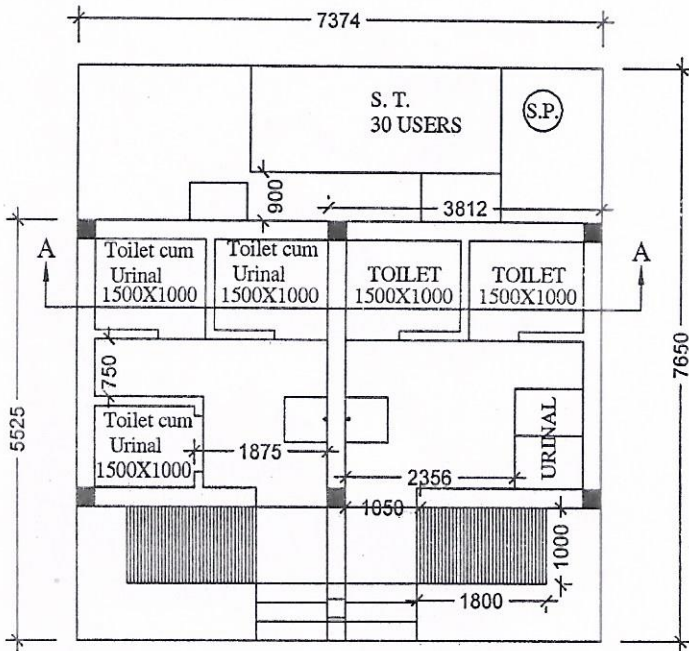 7374
S. T.
30 USERS
S.P.
900
3812
A
A
Toilet cum
Urinal
1500X1000
Toilet cum
Urinal
1500X1000
TOILET
1500X1000
TOILET
1500X1000
750
5525
7650
Toilet cum
Urinal
1500X1000
1875
URINAL
2356
1050
1000
1800